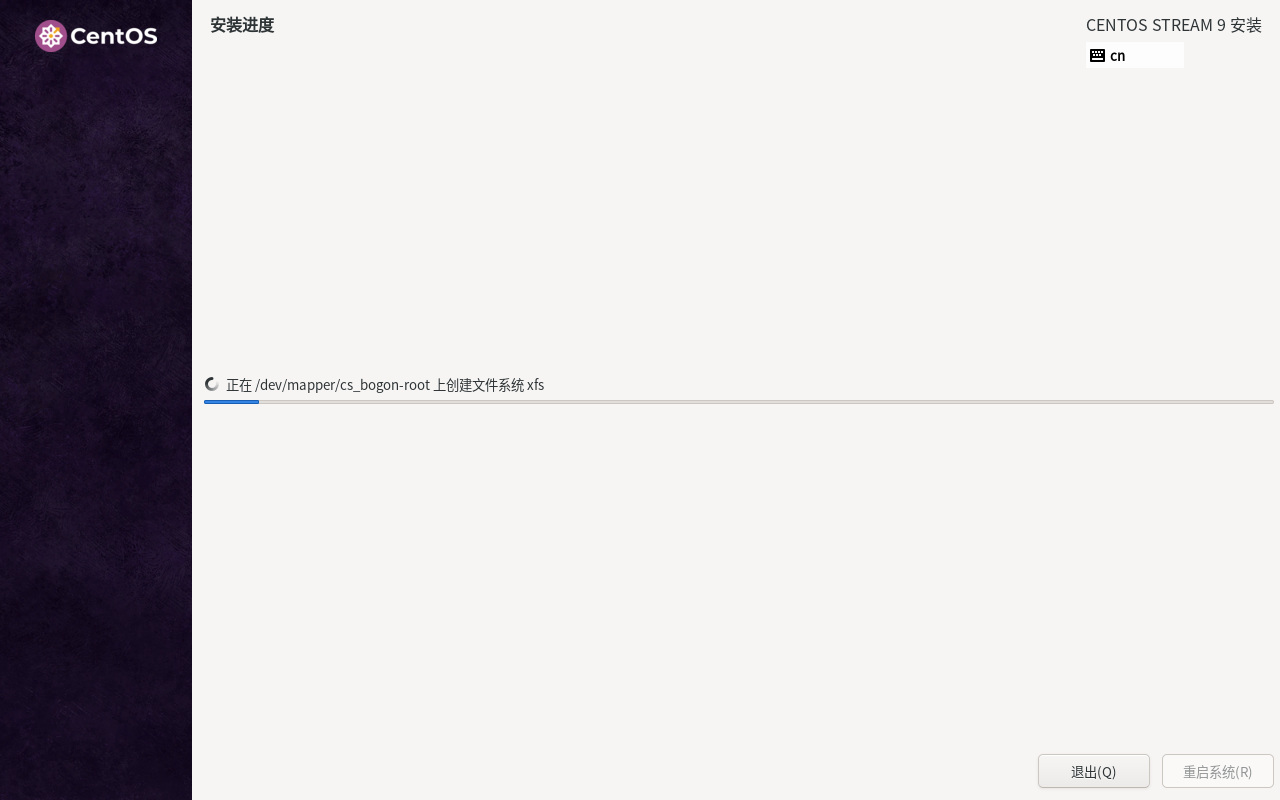 CentOS
安装进度
CENTOS STREAM 9 安装
cn
正在 /dev/mapper/cs_bogon-root 上创建文件系统 xfs
退出(Q)
重启系统(R)